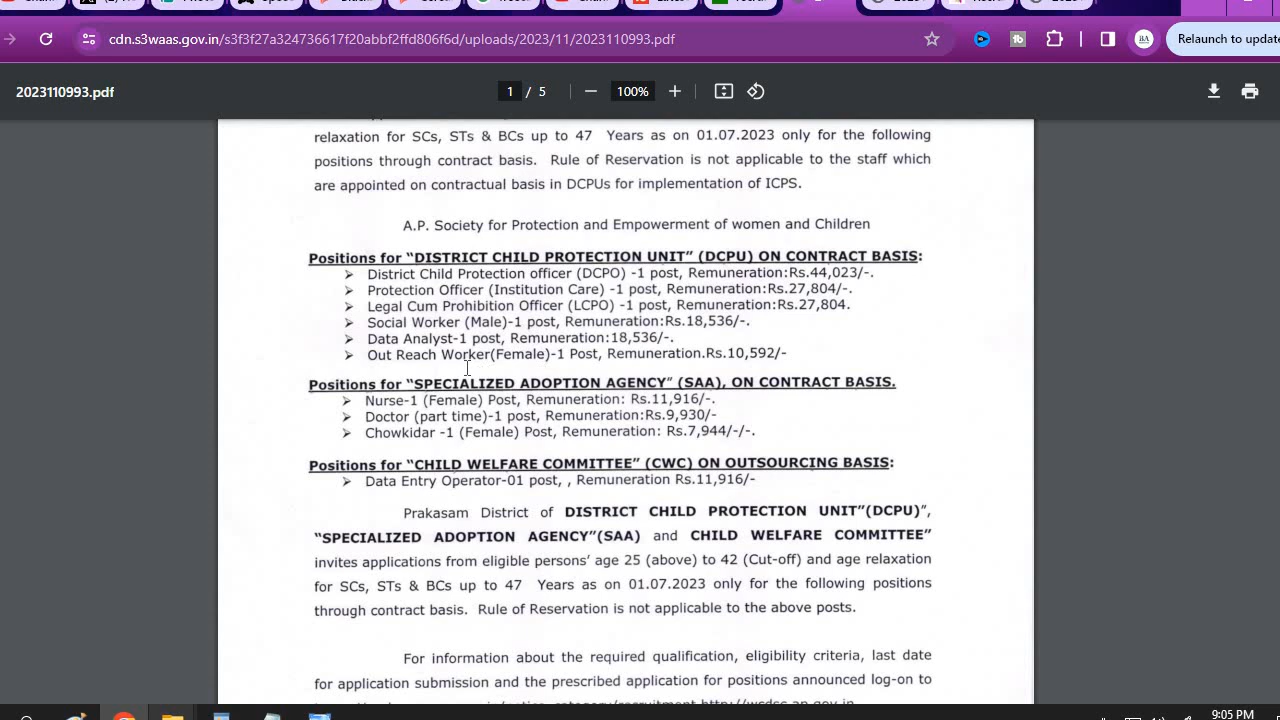 cdn.s3waas.gov.in/s3f3f27a324736617f20abbf2ffd806f6d/uploads/2023/11/2023110993.pdf
BA
Relaunch to update
2023110993.pdf
1 / 5
100%
relaxation for SCs, STs & BCs up to 47 Years as on 01.07.2023 only for the following
positions through contract basis. Rule of Reservation is not applicable to the staff which
are appointed on contractual basis in DCPUs for implementation of ICPS.
A.P. Society for Protection and Empowerment of women and Children
Positions for “DISTRICT CHILD PROTECTION UNIT” (DCPU) ON CONTRACT BASIS:
➢ District Child Protection officer (DCPO) -1 post, Remuneration:Rs.44,023/-.
➢ Protection Officer (Institution Care) -1 post, Remuneration:Rs.27,804/-.
➢ Legal Cum Prohibition Officer (LCPO) -1 post, Remuneration:Rs.27,804.
➢ Social Worker (Male)-1 post, Remuneration:Rs.18,536/-.
➢ Data Analyst-1 post, Remuneration:18,536/-.
➢ Out Reach Worker(Female)-1 Post, Remuneration.Rs.10,592/-
Positions for “SPECIALIZED ADOPTION AGENCY” (SAA), ON CONTRACT BASIS.
➢ Nurse-1 (Female) Post, Remuneration: Rs.11,916/-.
➢ Doctor (part time)-1 post, Remuneration:Rs.9,930/-
➢ Chowkidar -1 (Female) Post, Remuneration: Rs.7,944/-/-.
Positions for “CHILD WELFARE COMMITTEE” (CWC) ON OUTSOURCING BASIS:
➢ Data Entry Operator-01 post, , Remuneration Rs.11,916/-
Prakasam District of DISTRICT CHILD PROTECTION UNIT”(DCPU)”,
“SPECIALIZED ADOPTION AGENCY”(SAA) and CHILD WELFARE COMMITTEE”
invites applications from eligible persons’ age 25 (above) to 42 (Cut-off) and age relaxation
for SCs, STs & BCs up to 47 Years as on 01.07.2023 only for the following positions
through contract basis. Rule of Reservation is not applicable to the above posts.
For information about the required qualification, eligibility criteria, last date
for application submission and the prescribed application for positions announced log-on to
9:05 PM